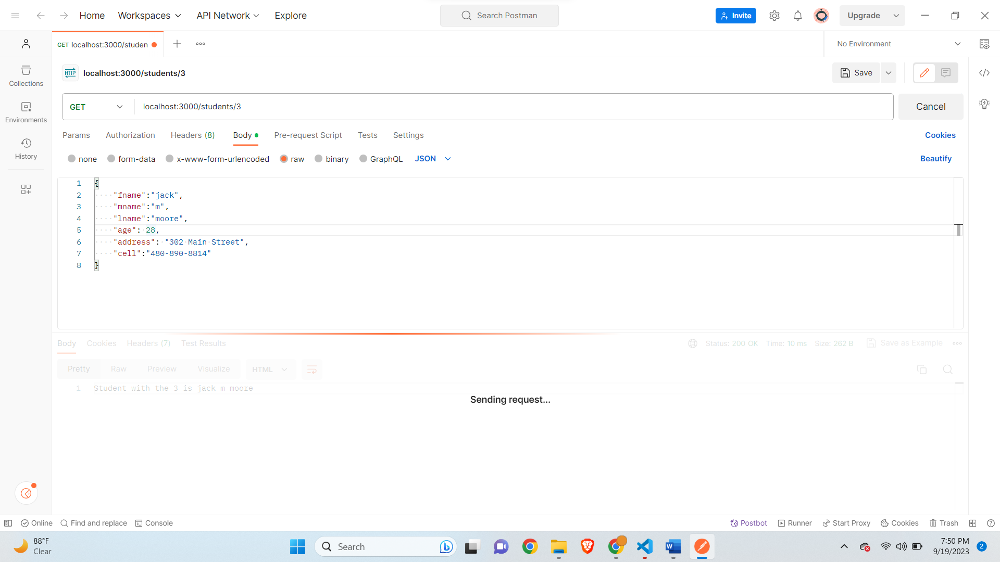 Home Workspaces API Network Explore Search Postman Invite Upgrade
GET localhost:3000/studen No Environment
HTTP localhost:3000/students/3 Save
Collections
GET localhost:3000/students/3 Cancel
Environments
Params Authorization Headers (8) Body Pre-request Script Tests Settings Cookies
History
none form-data x-www-form-urlencoded raw binary GraphQL JSON Beautify
1 {
2 "fname":"jack",
3 "mname":"m",
4 "lname":"moore",
5 "age": 28,
6 "address": "302 Main Street",
7 "cell":"480-890-8814"
8 }
Body Cookies Headers (7) Test Results Status: 200 OK Time: 10 ms Size: 262 B Save as Example
Pretty Raw Preview Visualize HTML
1 Student with the 3 is jack m moore
Sending request...
Online Find and replace Console Postbot Runner Start Proxy Cookies Trash
88°F
Clear
Search
7:50 PM
9/19/2023
2